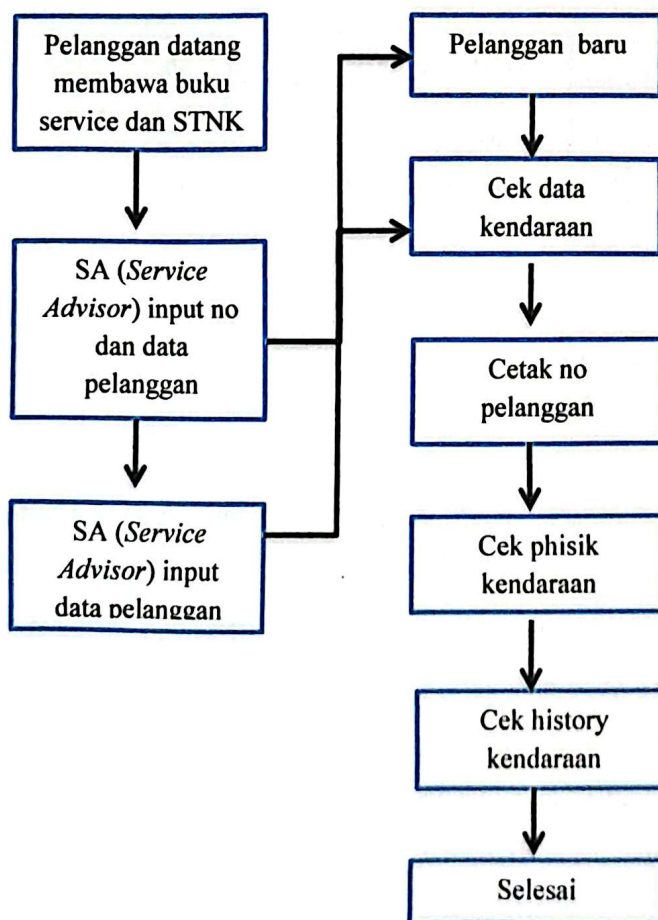 Pelanggan datang
membawa buku
service dan STNK
SA (Service
Advisor) input no
dan data
pelanggan
SA (Service
Advisor) input
data pelanggan
Pelanggan baru
Cek data
kendaraan
Cetak no
pelanggan
Cek phisik
kendaraan
Cek history
kendaraan
Selesai